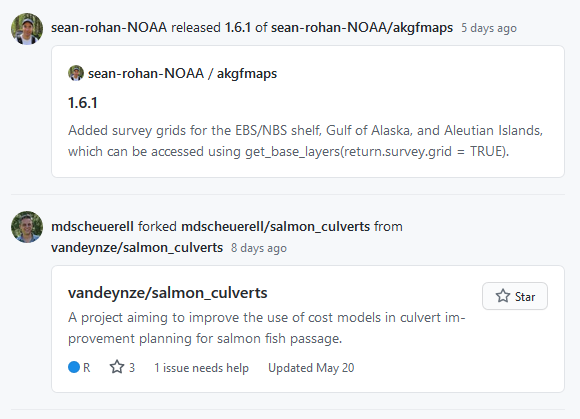 sean-rohan-NOAA released 1.6.1 of sean-rohan-NOAA/akgfmaps 5 days ago
sean-rohan-NOAA / akgfmaps
1.6.1
Added survey grids for the EBS/NBS shelf, Gulf of Alaska, and Aleutian Islands,
which can be accessed using get_base_layers(return.survey.grid = TRUE).
mdscheuerell forked mdscheuerell/salmon_culverts from
vandeynze/salmon_culverts 8 days ago
vandeynze/salmon_culverts
Star
A project aiming to improve the use of cost models in culvert im-
provement planning for salmon fish passage.
R 3 1 issue needs help Updated May 20